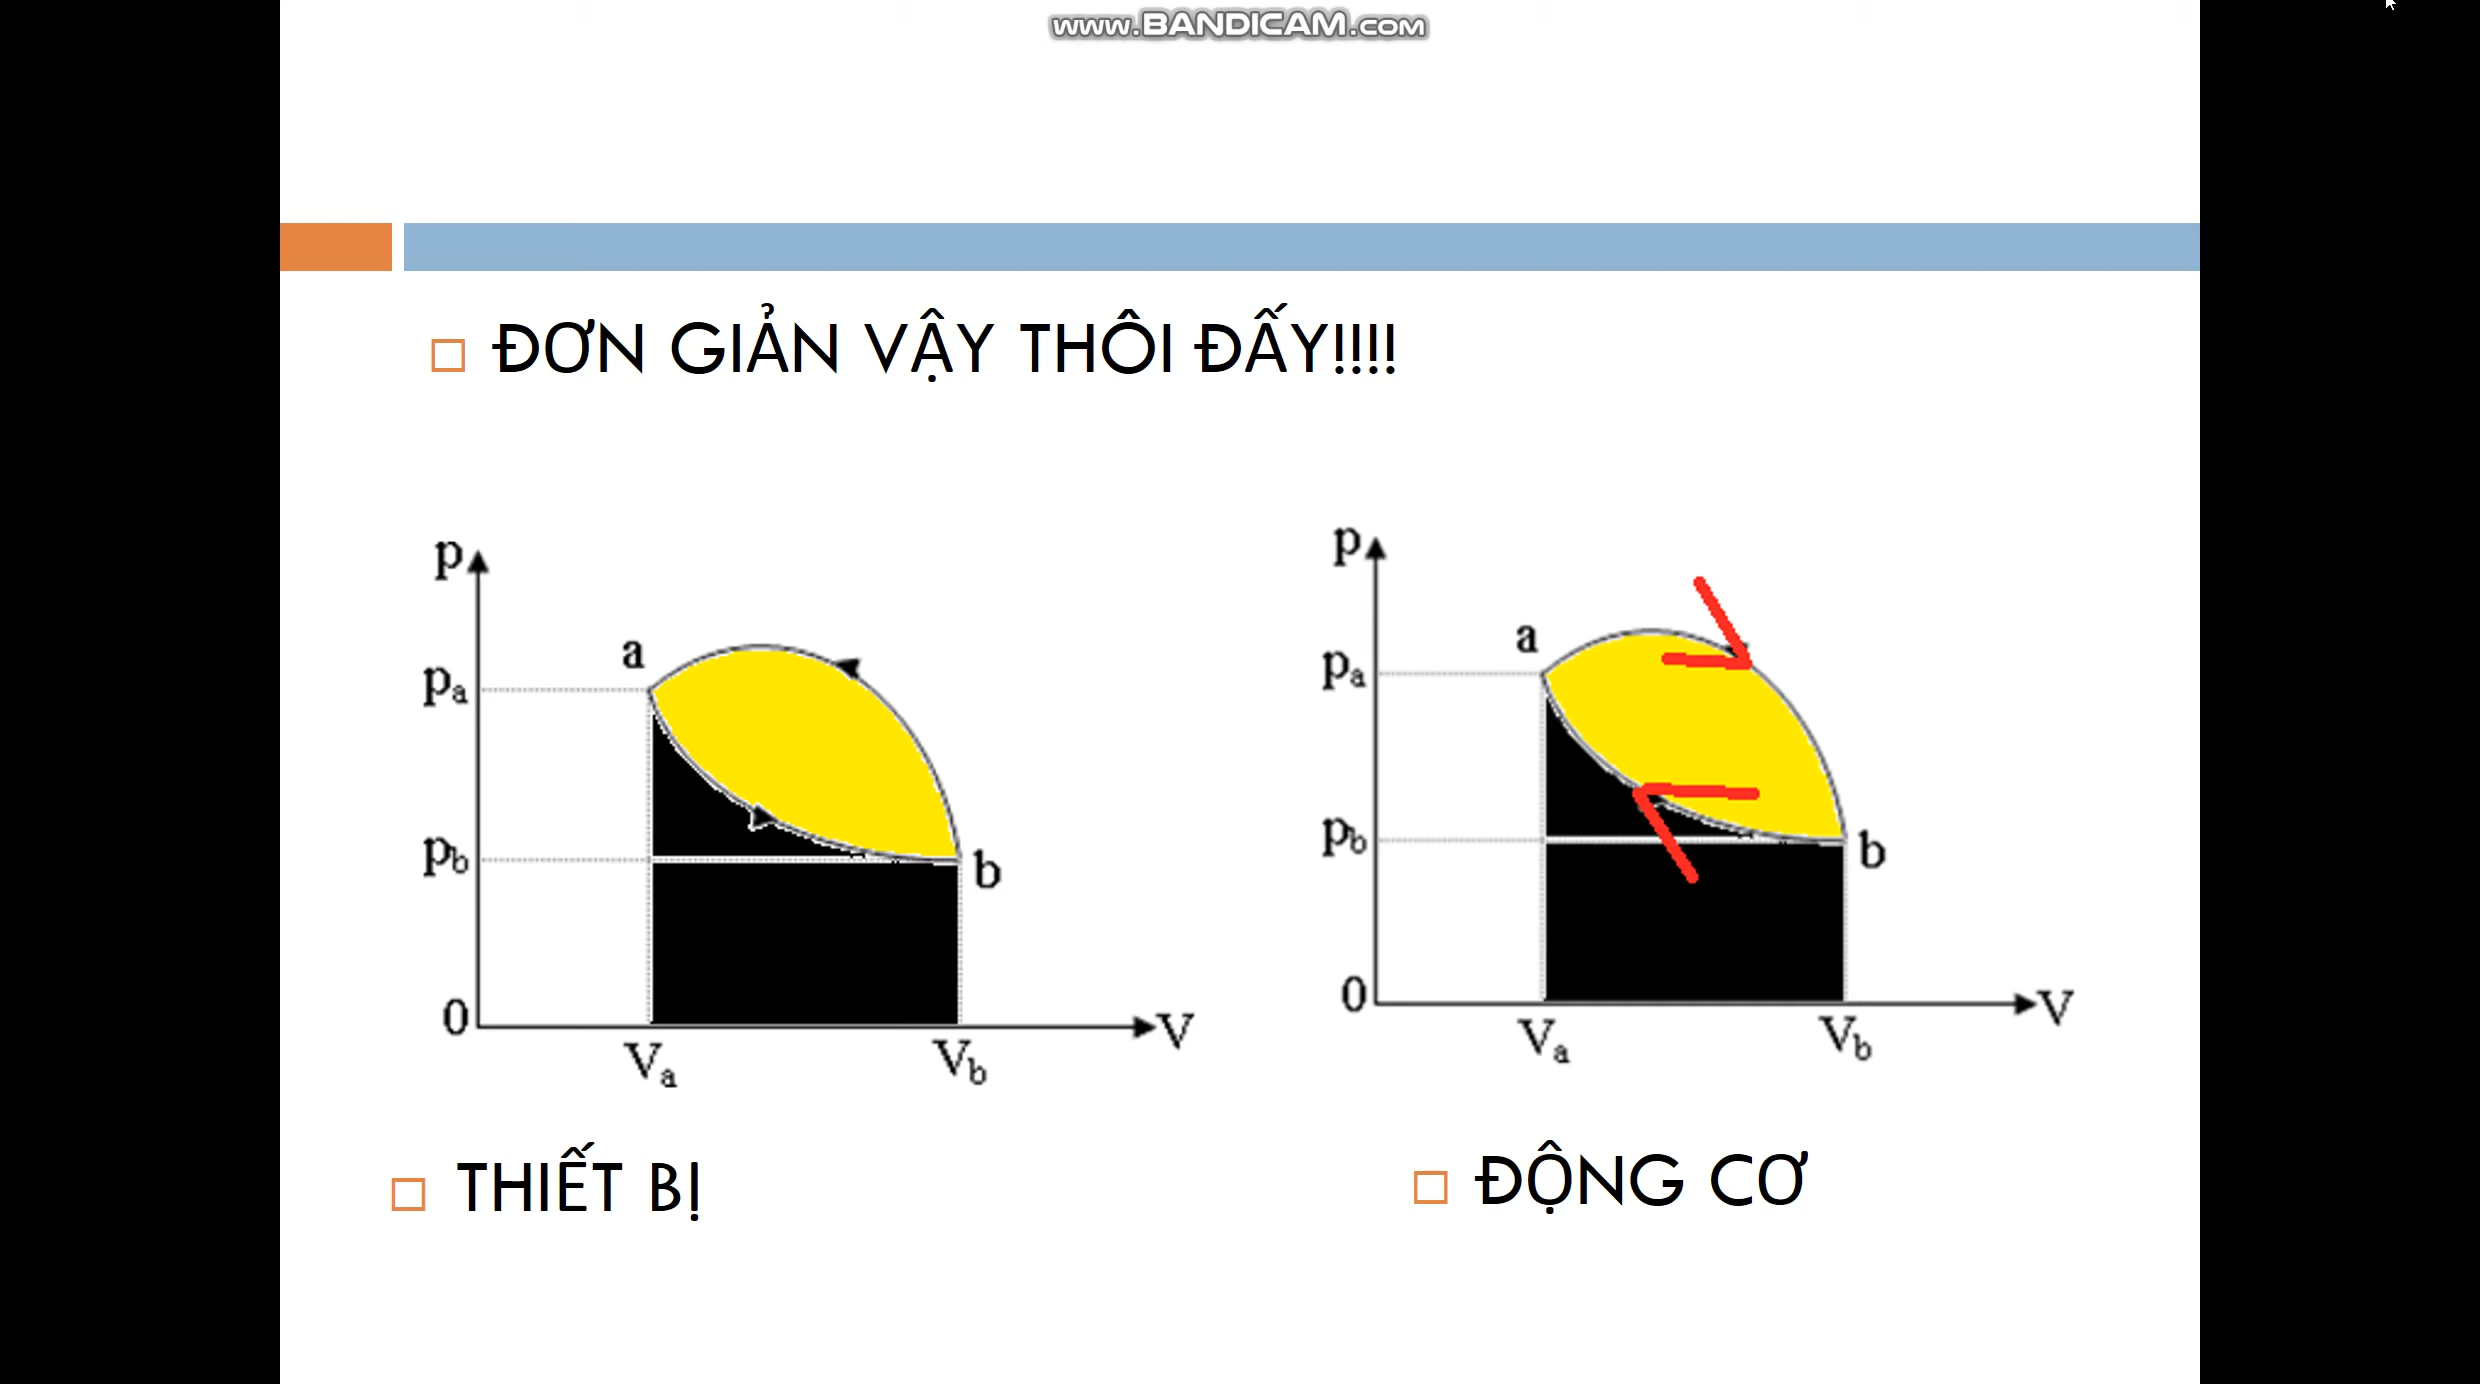 www.BANDICAM.com
ĐƠN GIẢN VẬY THÔI ĐẤY!!!!
p
a
pa
pb
b
0
V
Va
Vb
p
a
pa
pb
b
0
V
Va
Vb
THIẾT BỊ
ĐỘNG CƠ